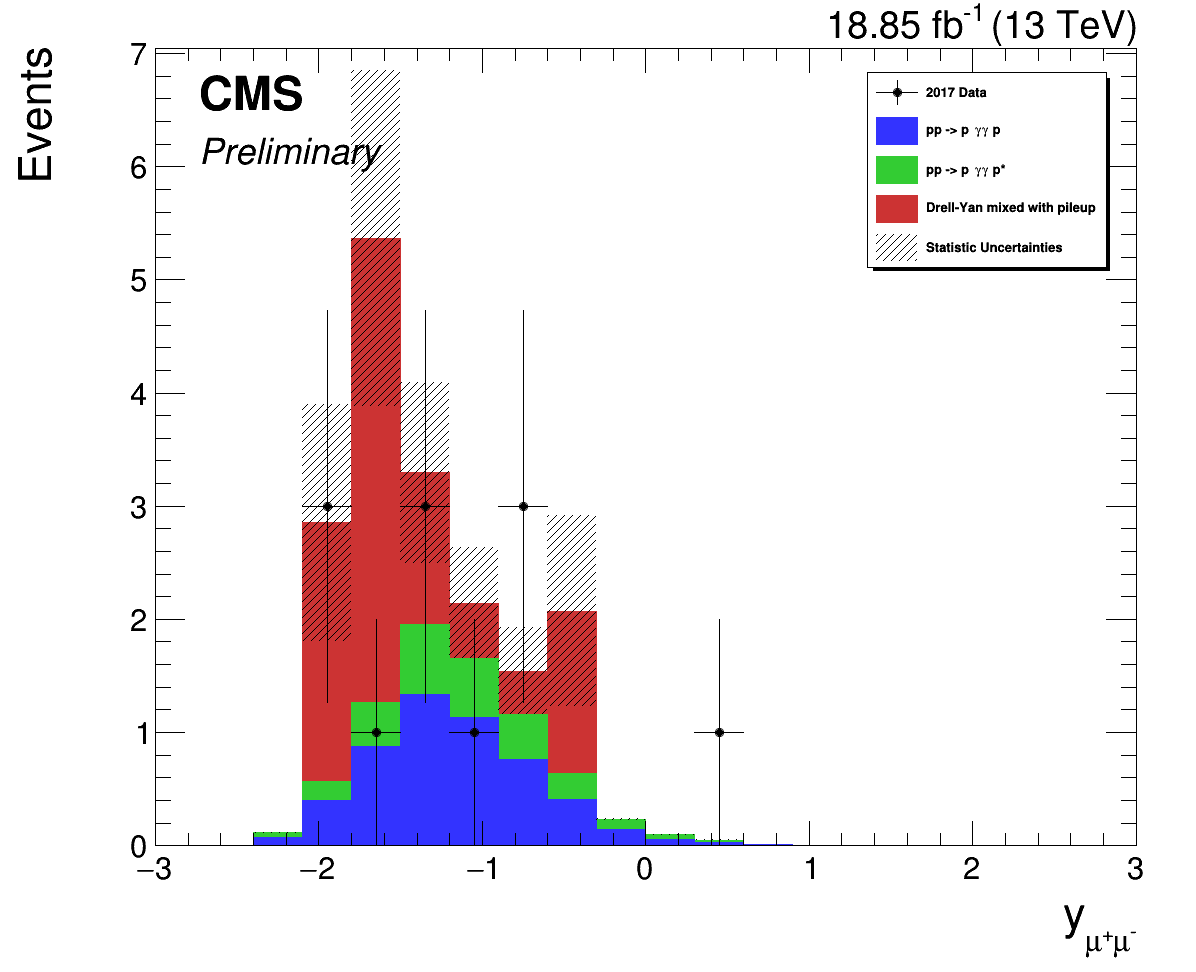 18.85 fb⁻¹ (13 TeV)
Events
CMS
Preliminary
2017 Data
pp -> p γγ p
pp -> p γγ p*
Drell-Yan mixed with pileup
Statistic Uncertainties
7
6
5
4
3
2
1
0
−3 −2 −1 0 1 2 3
y μ⁺μ⁻